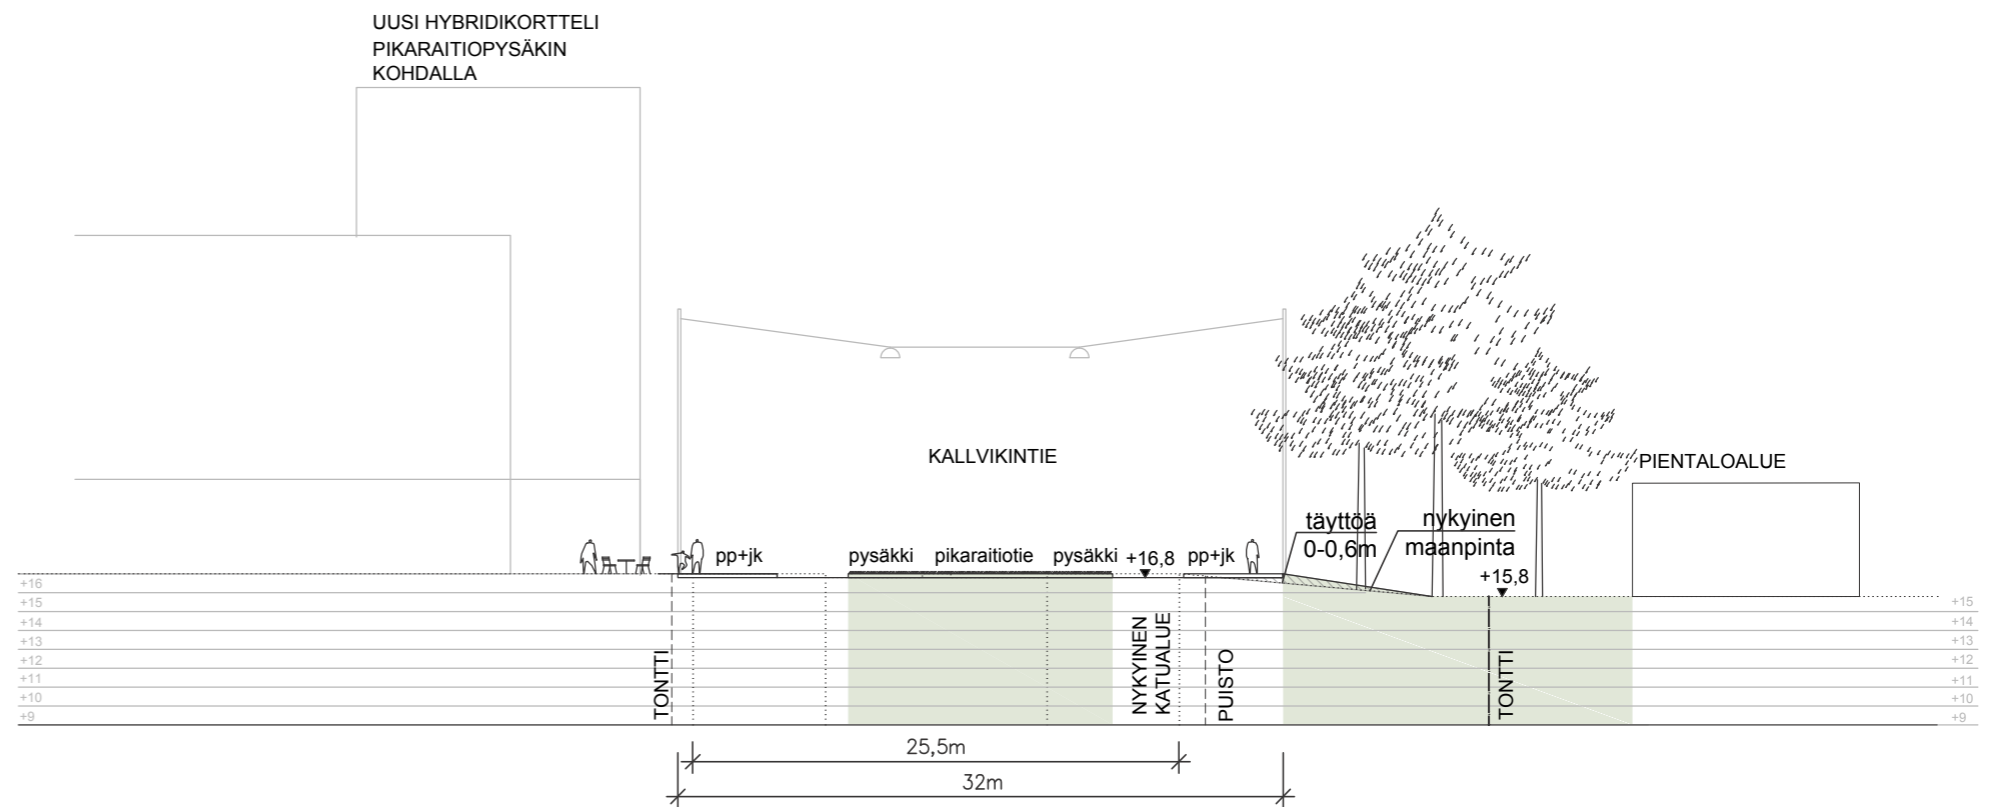 UUSI HYBRIDIKORTTELI
PIKARAITIOPYSÄKIN
KOHDALLA
KALLVIKINTIE
PIENTALOALUE
täyttöä
0-0,6m
nykyinen
maanpinta
pp+jk
pysäkki
pikaraitiotie
pysäkki
+16,8
pp+jk
+15,8
+16
+15
+14
+13
+12
+11
+10
+9
+15
+14
+13
+12
+11
+10
+9
TONTTI
NYKYINEN
KATUALUE
PUISTO
TONTTI
25,5m
32m